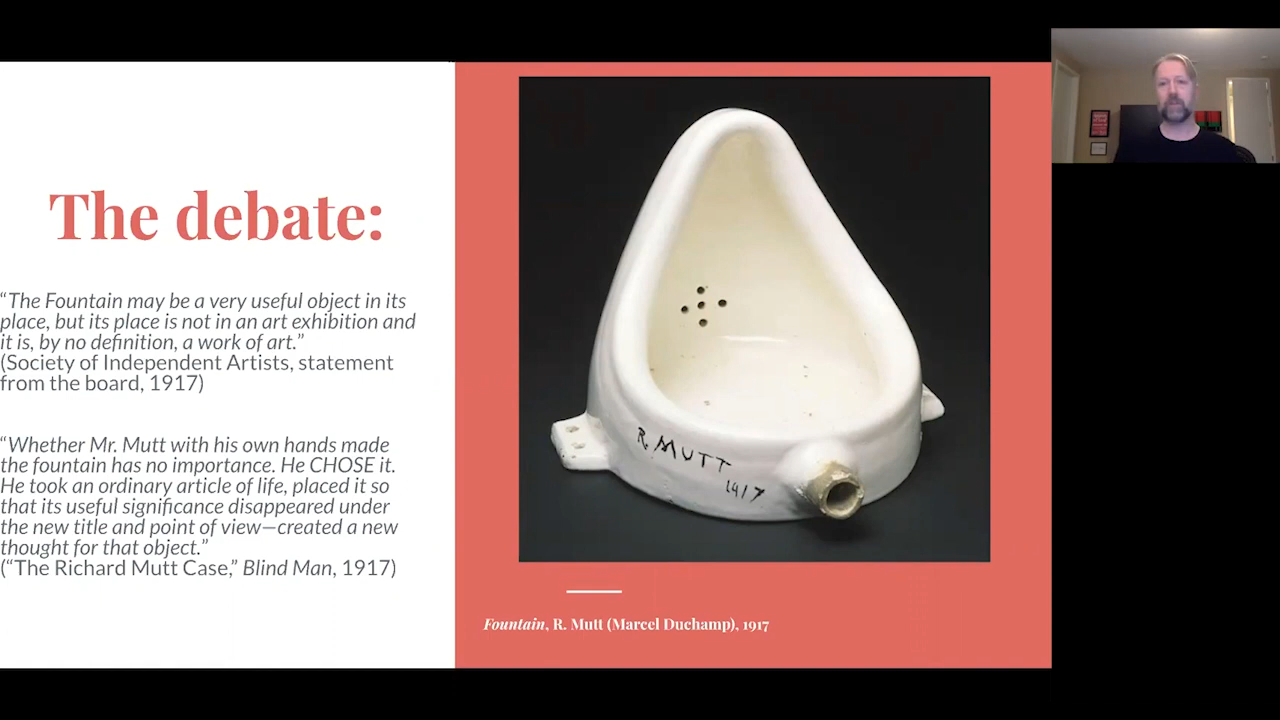 The debate:
“The Fountain may be a very useful object in its
place, but its place is not in an art exhibition and
it is, by no definition, a work of art.”
(Society of Independent Artists, statement
from the board, 1917)
“Whether Mr. Mutt with his own hands made
the fountain has no importance. He CHOSE it.
He took an ordinary article of life, placed it so
that its useful significance disappeared under
the new title and point of view—created a new
thought for that object.”
(“The Richard Mutt Case,” Blind Man, 1917)
R. MUTT
1917
Fountain, R. Mutt (Marcel Duchamp), 1917